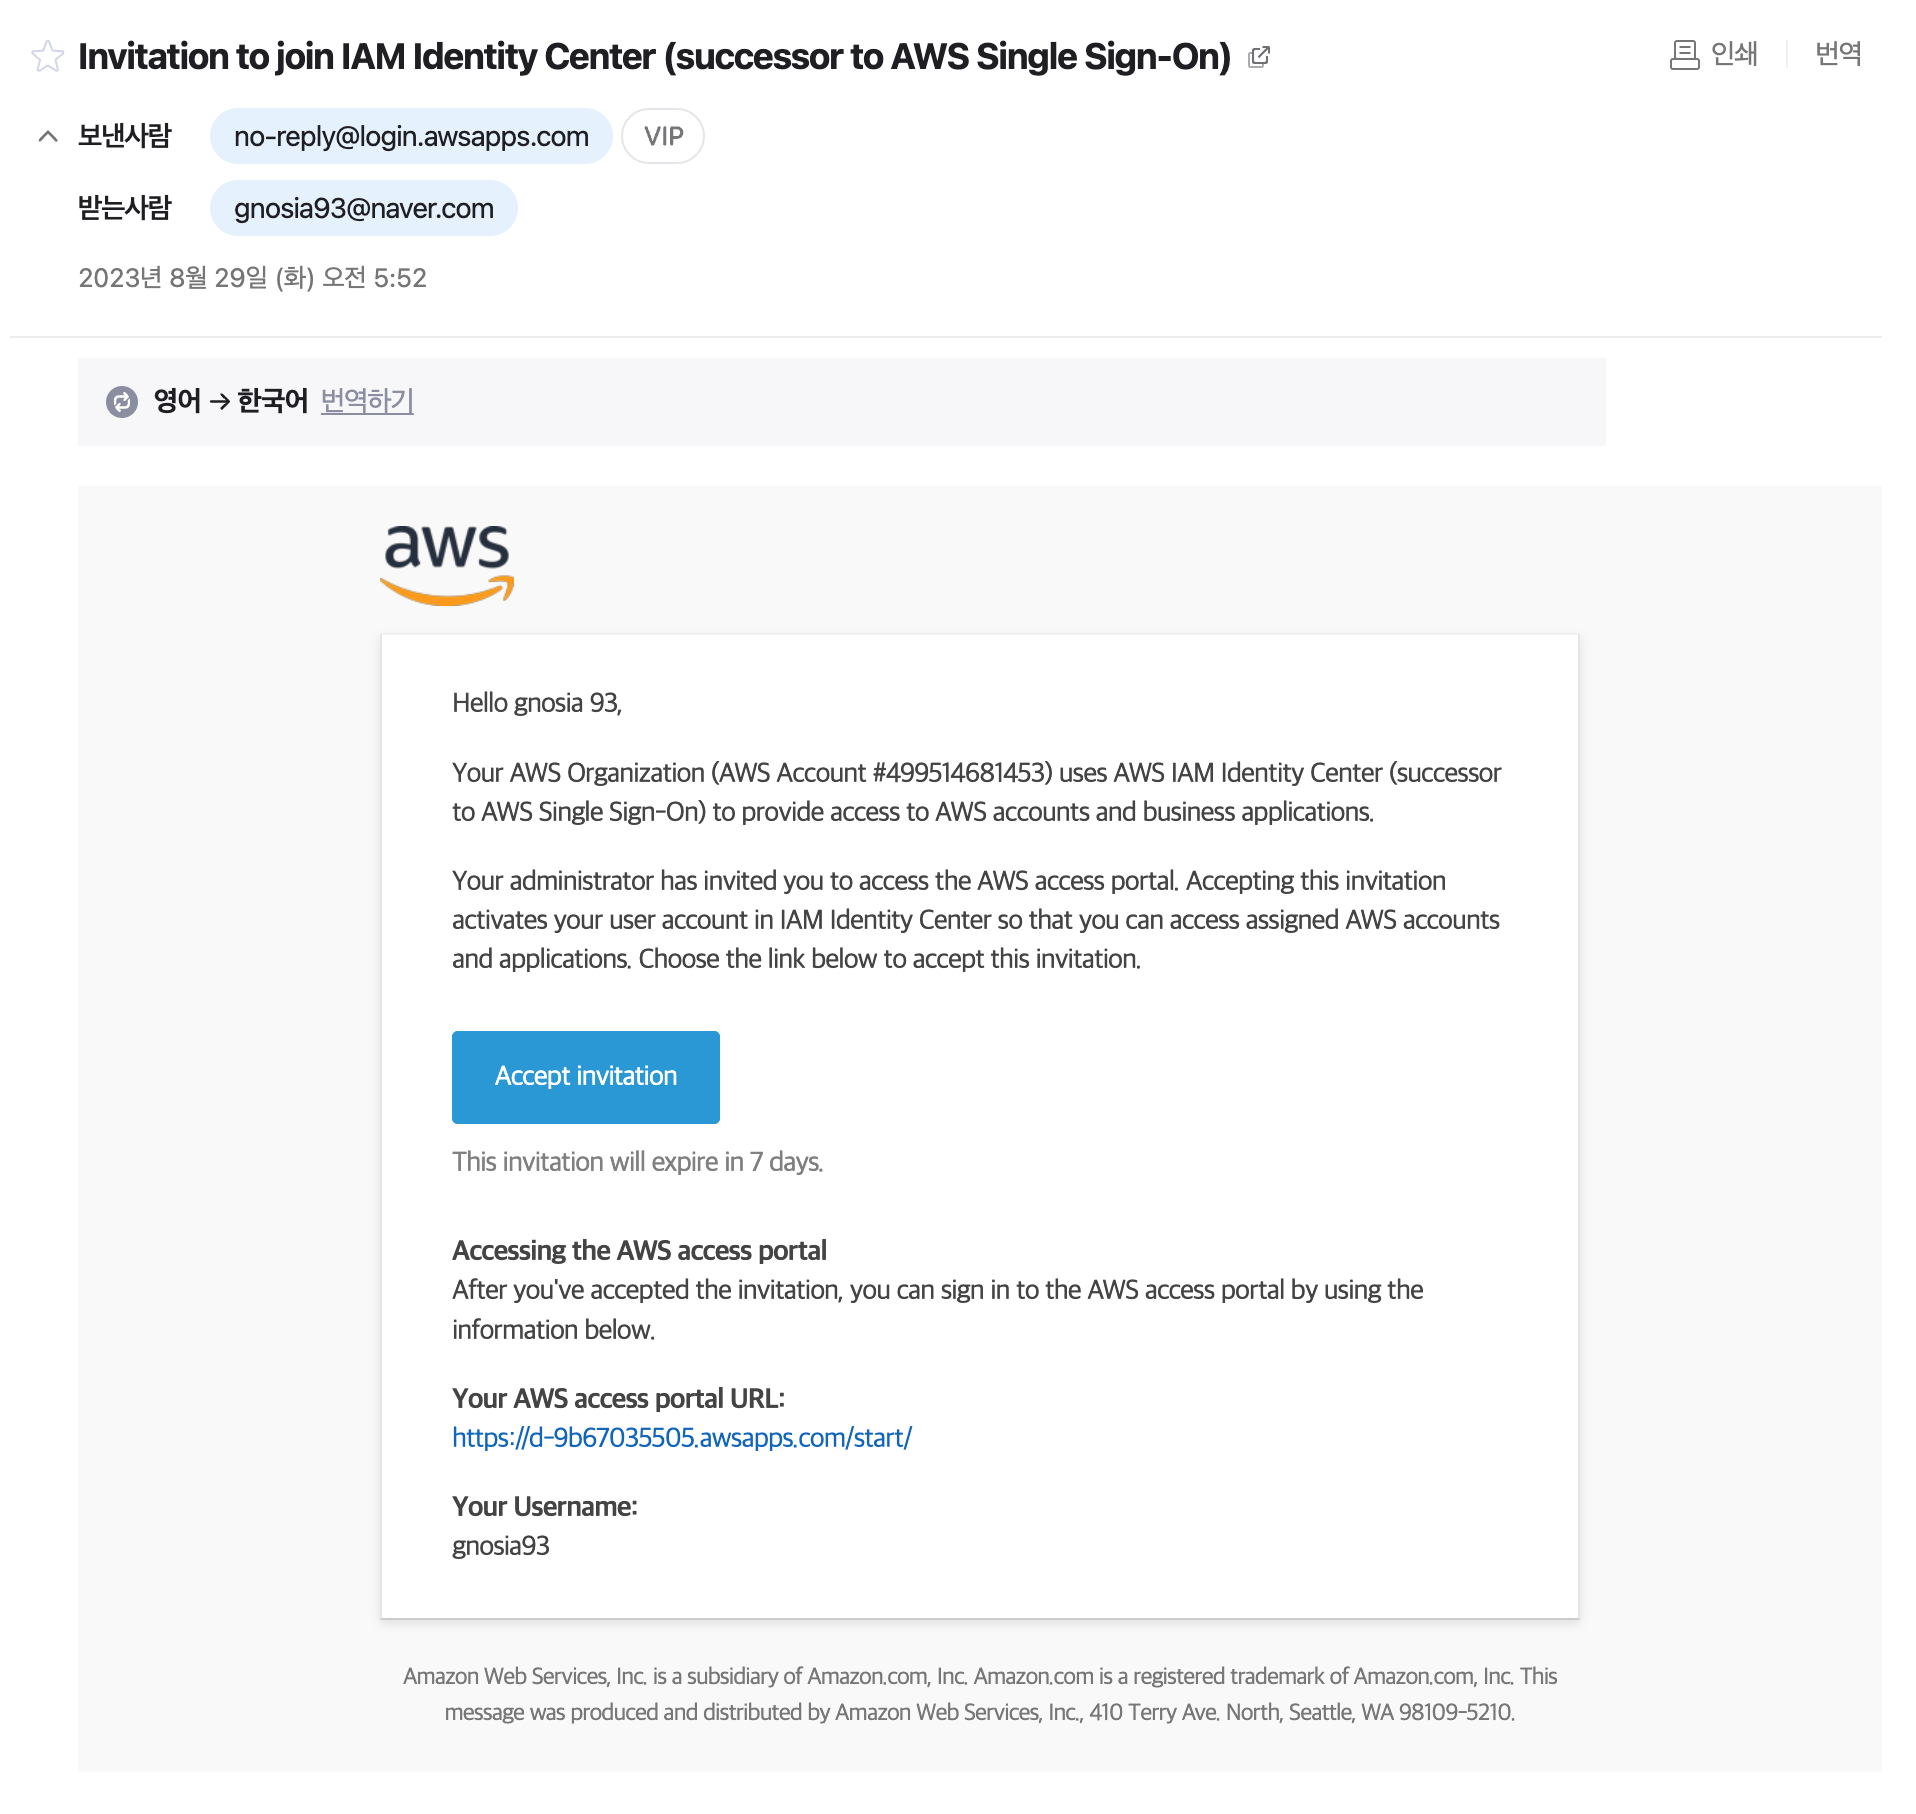 Invitation to join IAM Identity Center (successor to AWS Single Sign-On)
인쇄
번역
보낸사람 no-reply@login.awsapps.com VIP
받는사람 gnosia93@naver.com
2023년 8월 29일 (화) 오전 5:52
영어 → 한국어 번역하기
aws
Hello gnosia 93,
Your AWS Organization (AWS Account #499514681453) uses AWS IAM Identity Center (successor
to AWS Single Sign-On) to provide access to AWS accounts and business applications.
Your administrator has invited you to access the AWS access portal. Accepting this invitation
activates your user account in IAM Identity Center so that you can access assigned AWS accounts
and applications. Choose the link below to accept this invitation.
Accept invitation
This invitation will expire in 7 days.
Accessing the AWS access portal
After you've accepted the invitation, you can sign in to the AWS access portal by using the
information below.
Your AWS access portal URL:
https://d-9b67035505.awsapps.com/start/
Your Username:
gnosia93
Amazon Web Services, Inc. is a subsidiary of Amazon.com, Inc. Amazon.com is a registered trademark of Amazon.com, Inc. This
message was produced and distributed by Amazon Web Services, Inc., 410 Terry Ave. North, Seattle, WA 98109-5210.